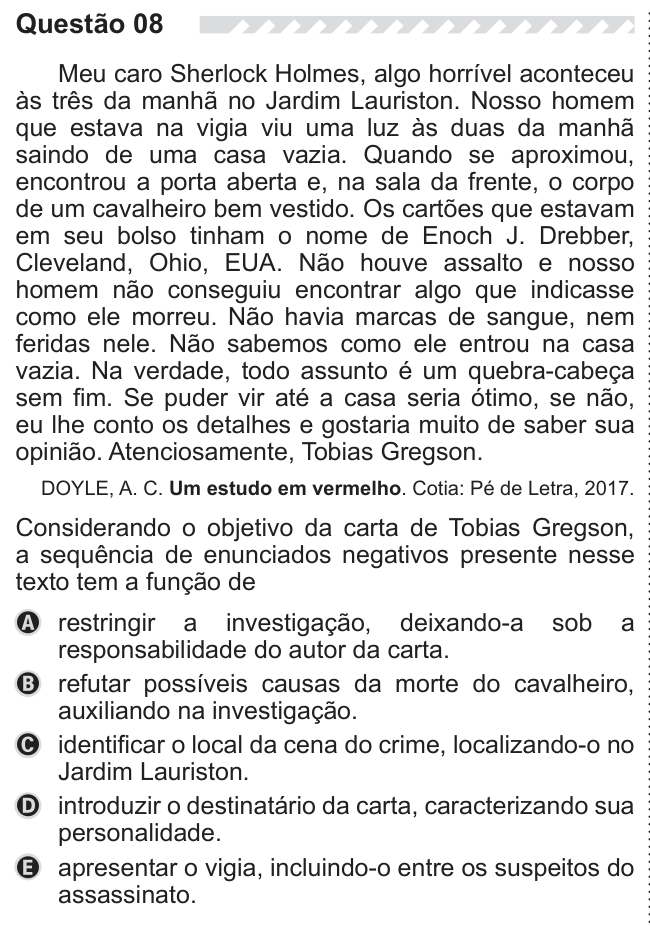 Questão 08
Meu caro Sherlock Holmes, algo horrível aconteceu
às três da manhã no Jardim Lauriston. Nosso homem
que estava na vigia viu uma luz às duas da manhã
saindo de uma casa vazia. Quando se aproximou,
encontrou a porta aberta e, na sala da frente, o corpo
de um cavalheiro bem vestido. Os cartões que estavam
em seu bolso tinham o nome de Enoch J. Drebber,
Cleveland, Ohio, EUA. Não houve assalto e nosso
homem não conseguiu encontrar algo que indicasse
como ele morreu. Não havia marcas de sangue, nem
feridas nele. Não sabemos como ele entrou na casa
vazia. Na verdade, todo assunto é um quebra-cabeça
sem fim. Se puder vir até a casa seria ótimo, se não,
eu lhe conto os detalhes e gostaria muito de saber sua
opinião. Atenciosamente, Tobias Gregson.
DOYLE, A. C. Um estudo em vermelho. Cotia: Pé de Letra, 2017.
Considerando o objetivo da carta de Tobias Gregson,
a sequência de enunciados negativos presente nesse
texto tem a função de
A restringir a investigação, deixando-a sob a
responsabilidade do autor da carta.
B refutar possíveis causas da morte do cavalheiro,
auxiliando na investigação.
C identificar o local da cena do crime, localizando-o no
Jardim Lauriston.
D introduzir o destinatário da carta, caracterizando sua
personalidade.
E apresentar o vigia, incluindo-o entre os suspeitos do
assassinato.